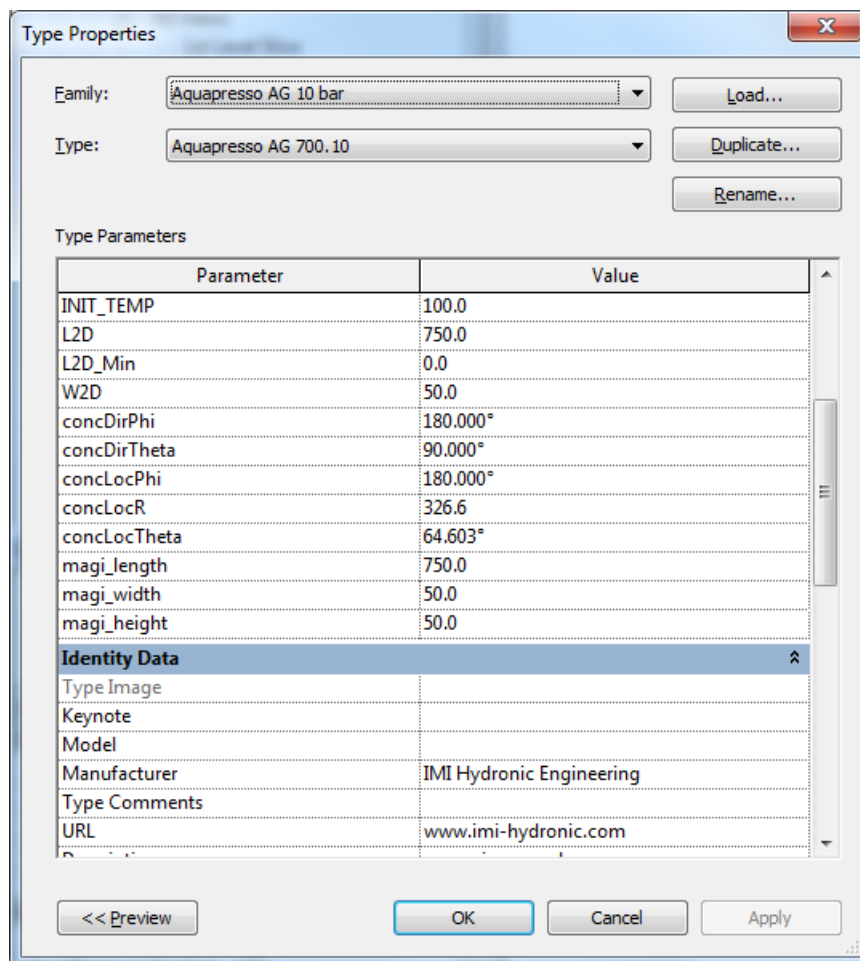 Type Properties
Family: Aquapresso AG 10 bar Load...
Type: Aquapresso AG 700.10 Duplicate...
Rename...
Type Parameters
Parameter Value
INIT_TEMP 100.0
L2D 750.0
L2D_Min 0.0
W2D 50.0
concDirPhi 180.000°
concDirTheta 90.000°
concLocPhi 180.000°
concLocR 326.6
concLocTheta 64.603°
magi_length 750.0
magi_width 50.0
magi_height 50.0
Identity Data
Type Image
Keynote
Model
Manufacturer IMI Hydronic Engineering
Type Comments
URL www.imi-hydronic.com
<< Preview OK Cancel Apply